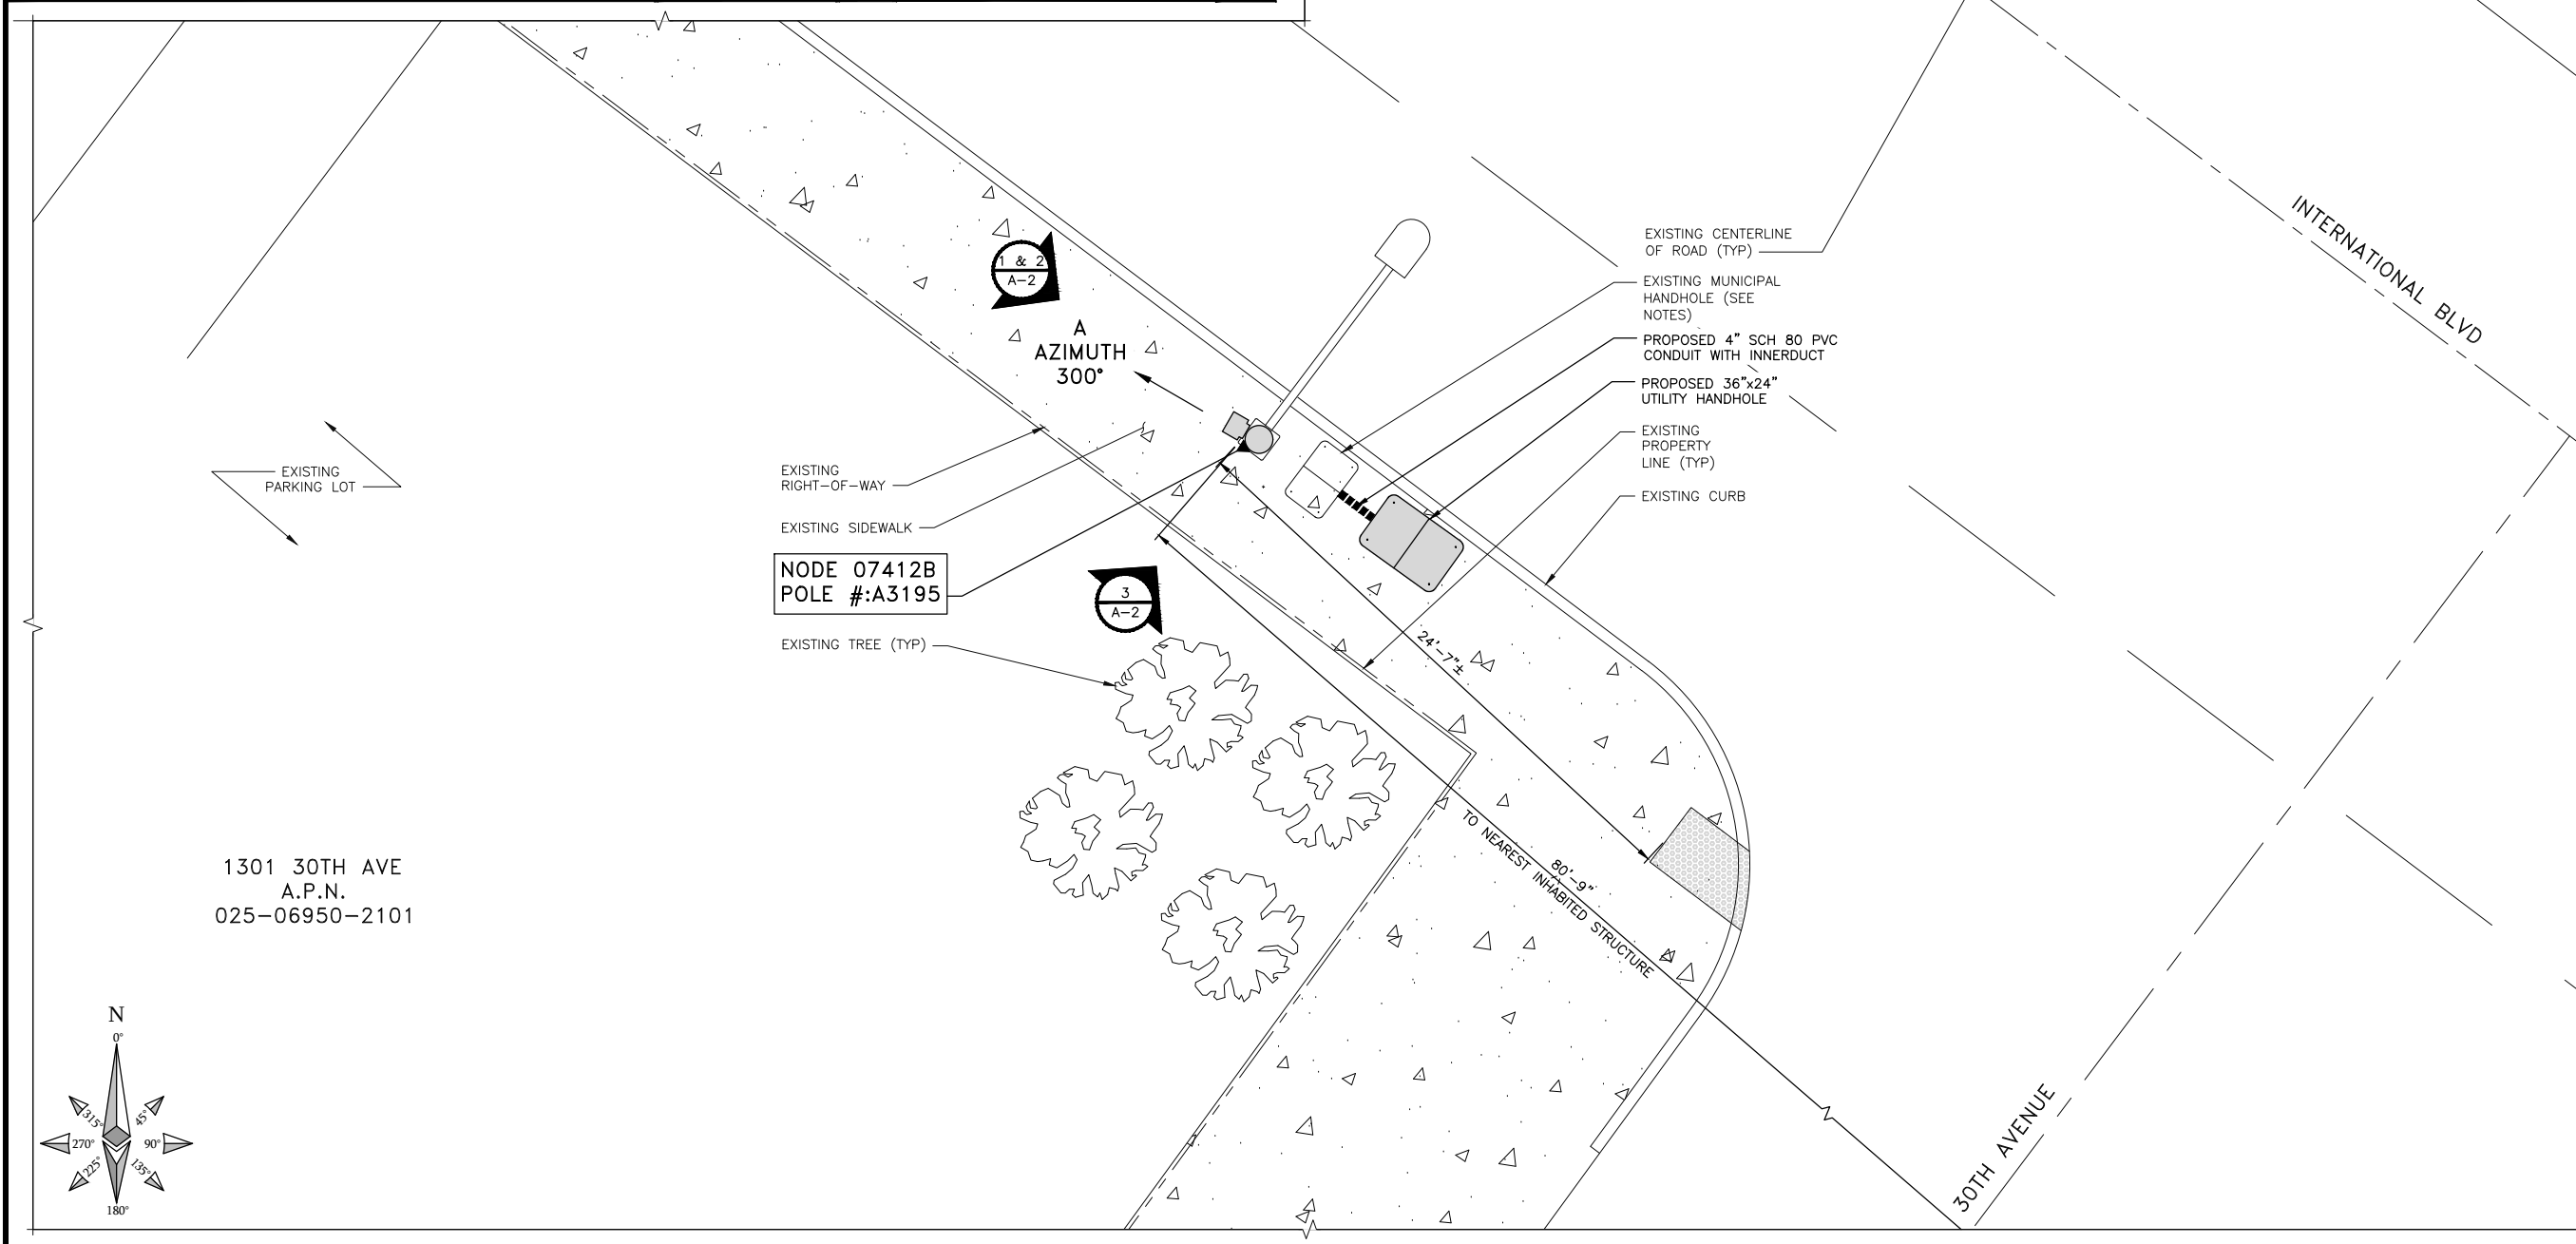 INTERNATIONAL BLVD
EXISTING CENTERLINE
OF ROAD (TYP)
EXISTING MUNICIPAL
HANDHOLE (SEE
NOTES)
PROPOSED 4" SCH 80 PVC
CONDUIT WITH INNERDUCT
PROPOSED 36"x24"
UTILITY HANDHOLE
EXISTING
PROPERTY
LINE (TYP)
EXISTING CURB
1 & 2
A-2
A
AZIMUTH
300°
EXISTING
PARKING LOT
EXISTING
RIGHT-OF-WAY
EXISTING SIDEWALK
NODE 07412B
POLE #:A3195
3
A-2
EXISTING TREE (TYP)
24'-7"±
80'-9"
TO NEAREST INHABITED STRUCTURE
1301 30TH AVE
A.P.N.
025-06950-2101
30TH AVENUE
N
0°
315°
45°
270°
90°
225°
135°
180°